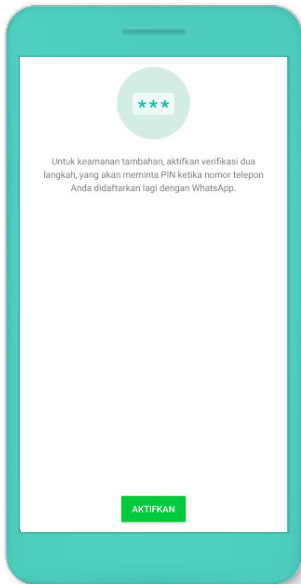 ***
Untuk keamanan tambahan, aktifkan verifikasi dua
langkah, yang akan meminta PIN ketika nomor telepon
Anda didaftarkan lagi dengan WhatsApp.
AKTIFKAN